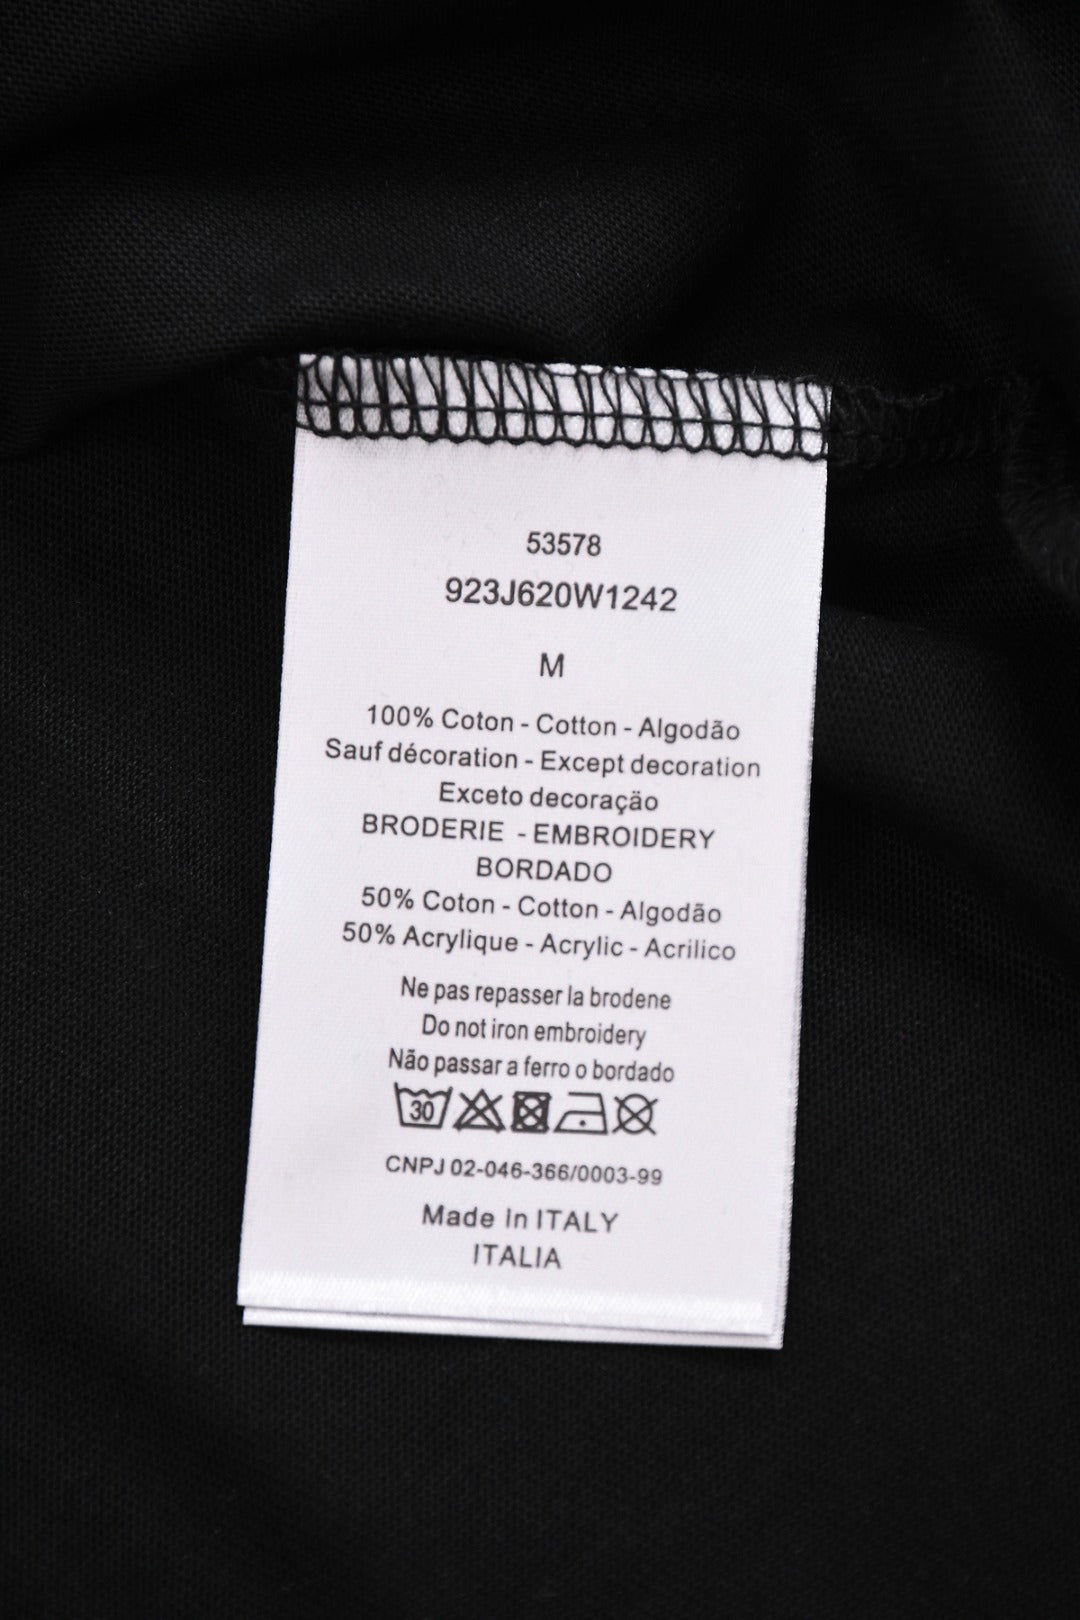 53578
923J620W1242
M
100% Coton - Cotton - Algodão
Sauf décoration - Except decoration
Exceto decoração
BRODERIE - EMBROIDERY
BORDADO
50% Coton - Cotton - Algodão
50% Acrylique - Acrylic - Acrilico
Ne pas repasser la brodene
Do not iron embroidery
Não passar a ferro o bordado
30
CNPJ 02-046-366/0003-99
Made In ITALY
ITALIA